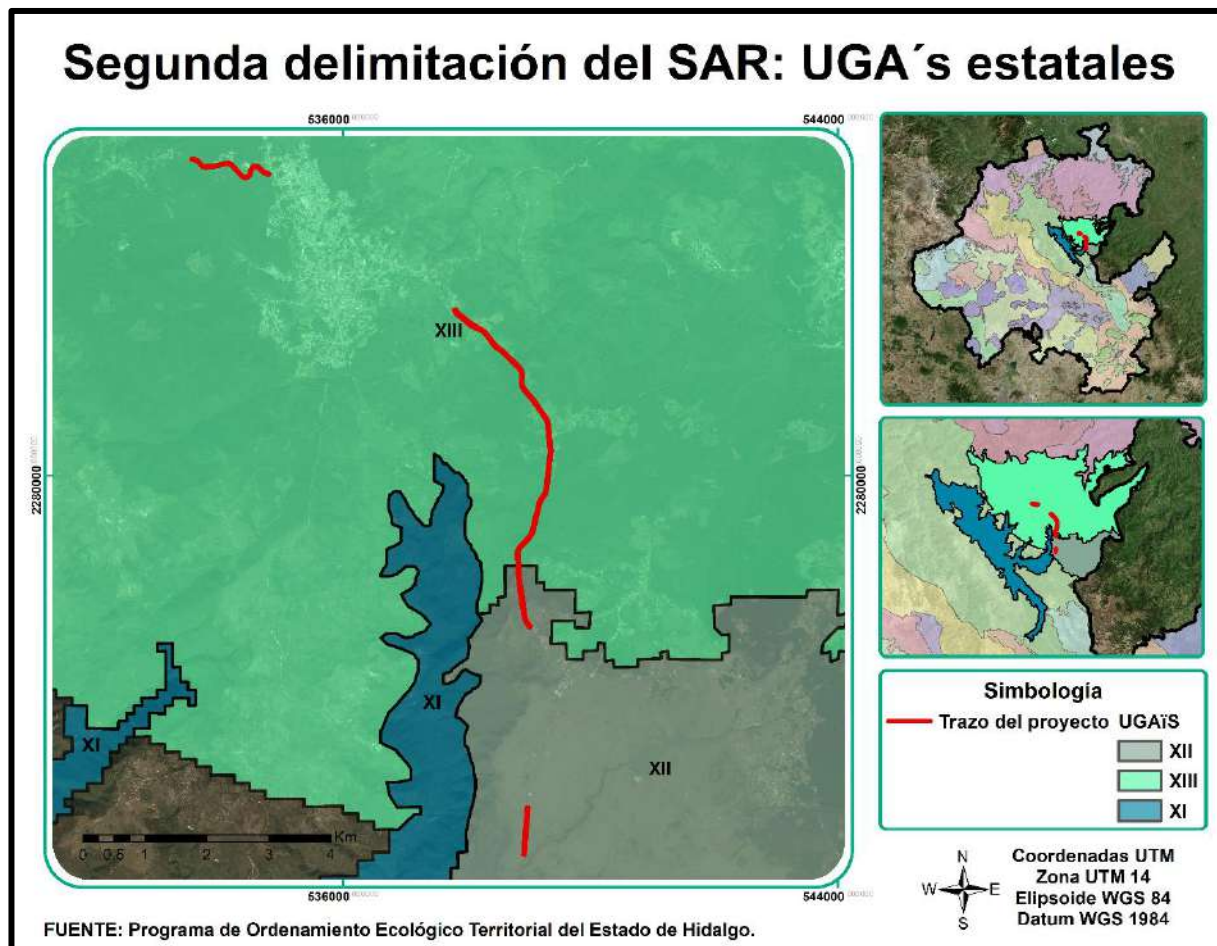 Segunda delimitación del SAR: UGA´s estatales
536000
544000
XIII
2280000
2280000
XI
XI
XII
Km
0 0.5 1 2 3 4
536000
544000
Simbología
Trazo del proyecto UGAïS
XII
XIII
XI
N
W E
S
Coordenadas UTM
Zona UTM 14
Elipsoide WGS 84
Datum WGS 1984
FUENTE: Programa de Ordenamiento Ecológico Territorial del Estado de Hidalgo.